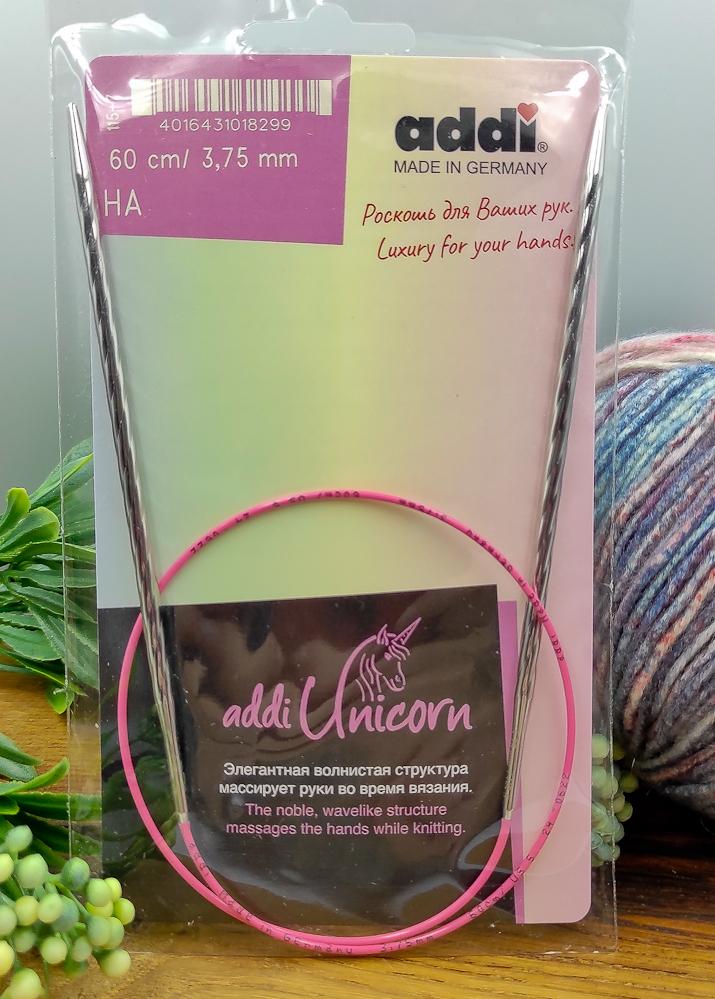 4016431018299
60 cm/ 3,75 mm
HA
addi®
MADE IN GERMANY
Роскошь для Ваших рук.
Luxury for your hands.
addi Unicorn
Элегантная волнистая структура
массирует руки во время вязания.
The noble, wavelike structure
massages the hands while knitting.